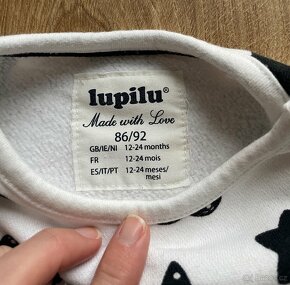 lupilu®
Made with Love
86/92
GB/IE/NI 12-24 months
FR 12-24 mois
ES/IT/PT 12-24 meses/
mesi